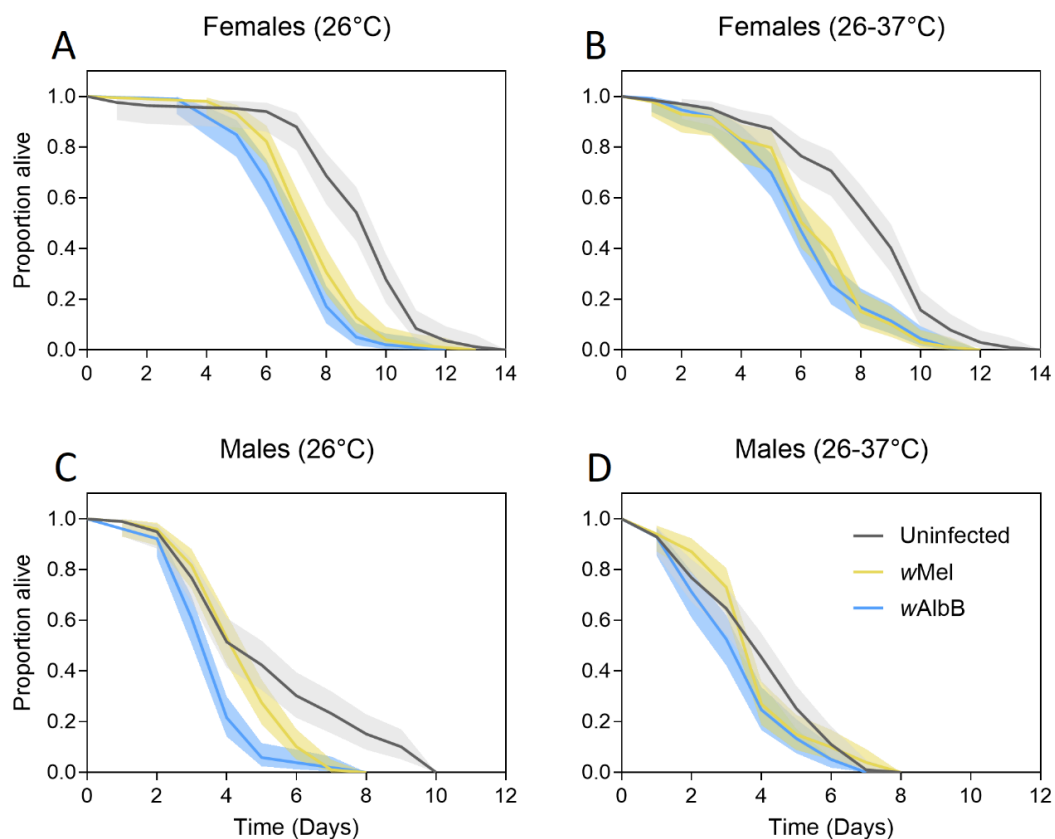 A
Females (26°C)
B
Females (26-37°C)
Proportion alive
1.0
0.8
0.6
0.4
0.2
0.0
0 2 4 6 8 10 12 14
1.0
0.8
0.6
0.4
0.2
0.0
0 2 4 6 8 10 12 14
C
Males (26°C)
D
Males (26-37°C)
Proportion alive
1.0
0.8
0.6
0.4
0.2
0.0
0 2 4 6 8 10 12
Time (Days)
1.0
0.8
0.6
0.4
0.2
0.0
Uninfected
wMel
wAlbB
0 2 4 6 8 10 12
Time (Days)